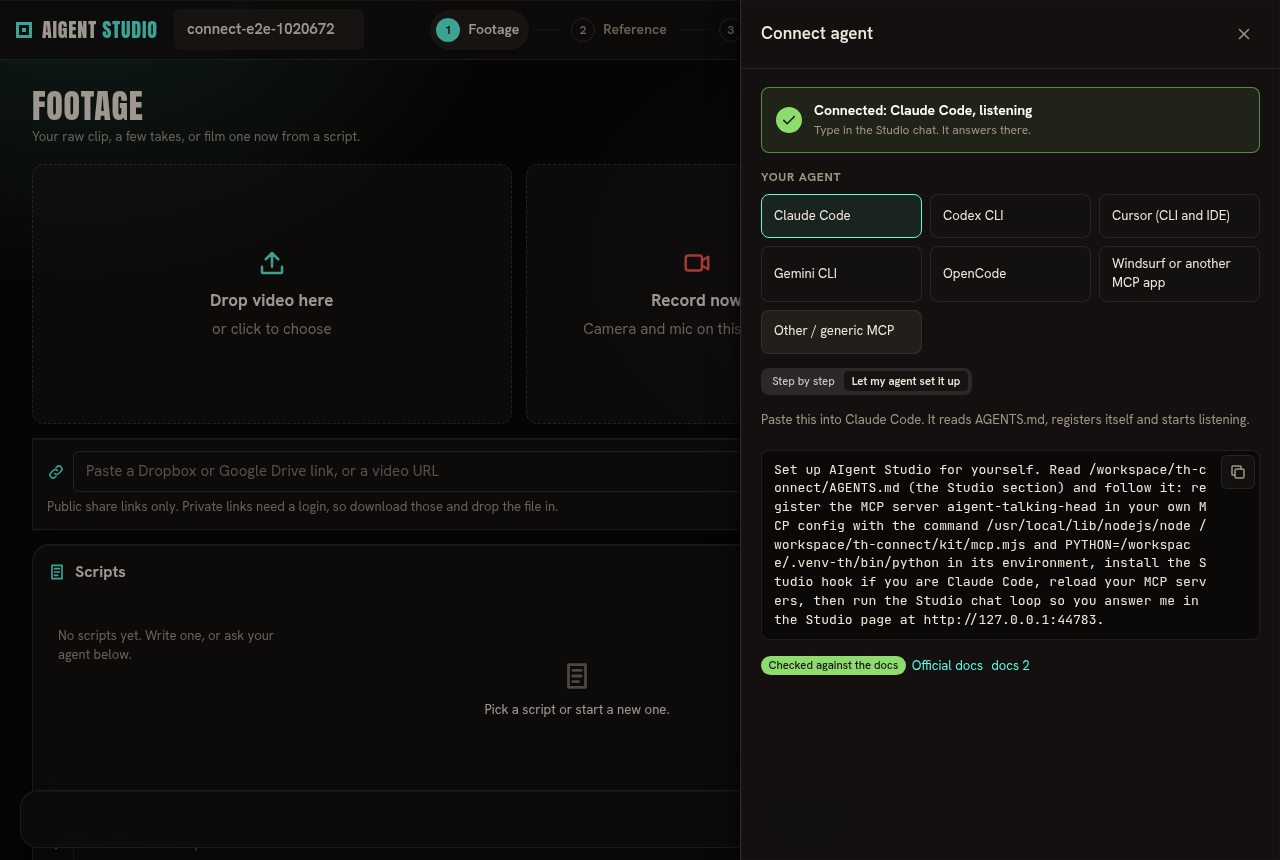 AIGENT STUDIO
connect-e2e-1020672
1 Footage
2 Reference
3
FOOTAGE
Your raw clip, a few takes, or film one now from a script.
Drop video here
or click to choose
Record now
Camera and mic on this
Paste a Dropbox or Google Drive link, or a video URL
Public share links only. Private links need a login, so download those and drop the file in.
Scripts
No scripts yet. Write one, or ask your
agent below.
Pick a script or start a new one.
Connect agent
Connected: Claude Code, listening
Type in the Studio chat. It answers there.
YOUR AGENT
Claude Code
Codex CLI
Cursor (CLI and IDE)
Gemini CLI
OpenCode
Windsurf or another
MCP app
Other / generic MCP
Step by step
Let my agent set it up
Paste this into Claude Code. It reads AGENTS.md, registers itself and starts listening.
Set up AIgent Studio for yourself. Read /workspace/th-c
onnect/AGENTS.md (the Studio section) and follow it: re
gister the MCP server aigent-talking-head in your own M
CP config with the command /usr/local/lib/nodejs/node /
workspace/th-connect/kit/mcp.mjs and PYTHON=/workspac
e/.venv-th/bin/python in its environment, install the S
tudio hook if you are Claude Code, reload your MCP serv
ers, then run the Studio chat loop so you answer me in
the Studio page at http://127.0.0.1:44783.
Checked against the docs
Official docs
docs 2